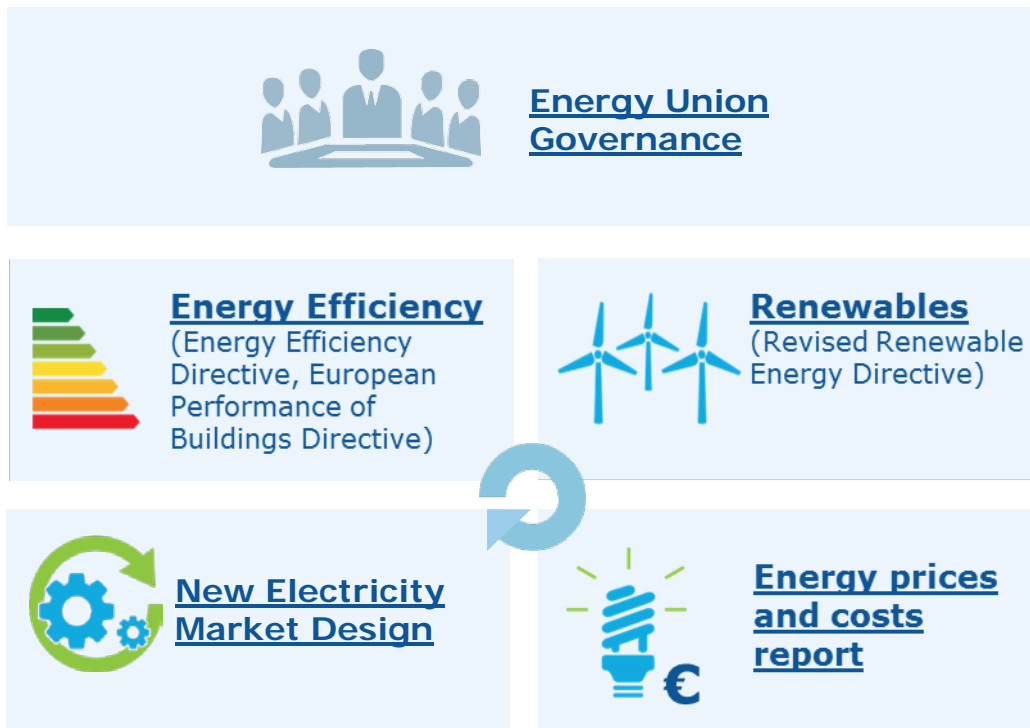 Energy Union
Governance
Energy Efficiency
(Energy Efficiency
Directive, European
Performance of
Buildings Directive)
Renewables
(Revised Renewable
Energy Directive)
New Electricity
Market Design
Energy prices
and costs
report
€